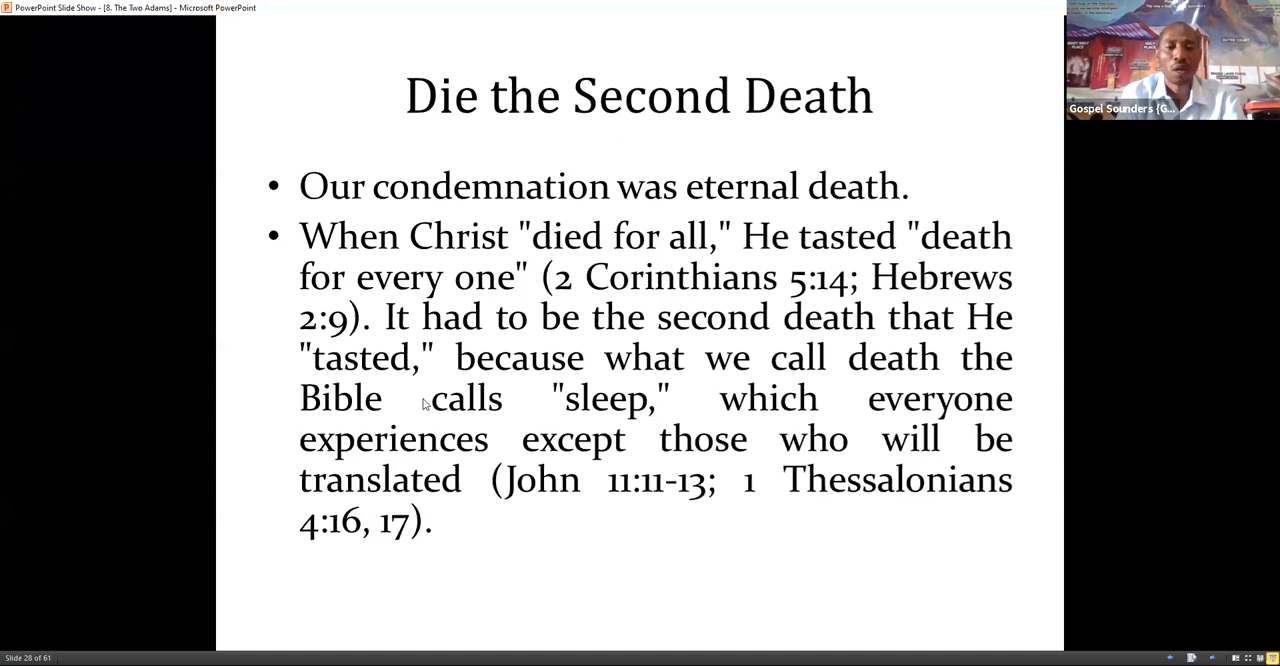 PowerPoint Slide Show - [8. The Two Adams] - Microsoft PowerPoint
Die the Second Death
• Our condemnation was eternal death.
• When Christ "died for all," He tasted "death
for every one" (2 Corinthians 5:14; Hebrews
2:9). It had to be the second death that He
"tasted," because what we call death the
Bible calls "sleep," which everyone
experiences except those who will be
translated (John 11:11-13; 1 Thessalonians
4:16, 17).
HOLY
PLACE
OUTER COURT
Gospel Sounders {G...
Slide 28 of 61